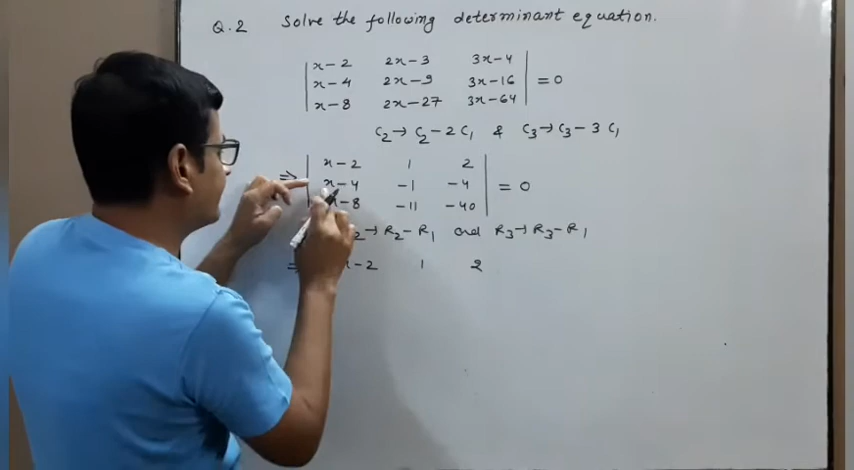 Q.2 Solve the following determinant equation.
x-2 2x-3 3x-4
x-4 2x-9 3x-16 = 0
x-8 2x-27 3x-64
C₂→C₂-2C₁ & C₃→C₃-3C₁
x-2 1 2
⇒ x-4 -1 -4 = 0
x-8 -11 -40
₂→R₂-R₁ and R₃→R₃-R₁
x-2 1 2